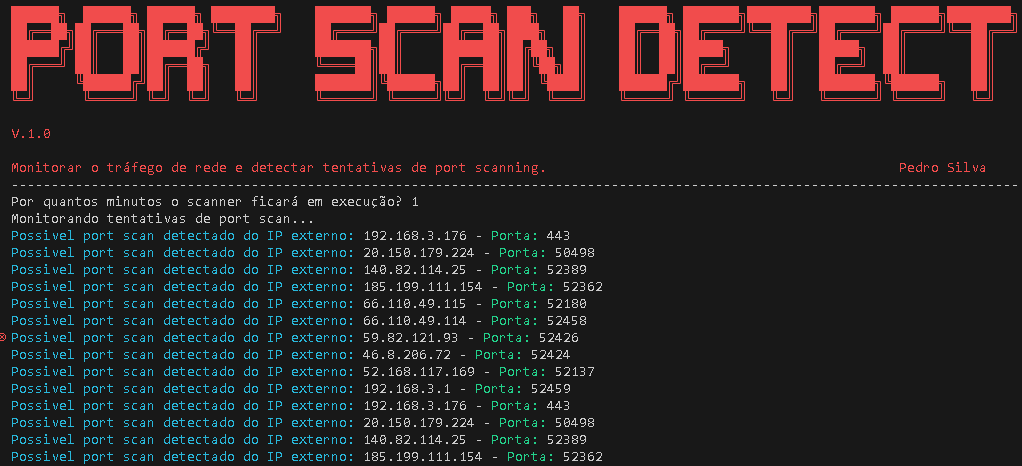 PORT SCAN DETECT
V.1.0
Monitorar o tráfego de rede e detectar tentativas de port scanning. Pedro Silva
Por quantos minutos o scanner ficará em execução? 1
Monitorando tentativas de port scan...
Possivel port scan detectado do IP externo: 192.168.3.176 - Porta: 443
Possivel port scan detectado do IP externo: 20.150.179.224 - Porta: 50498
Possivel port scan detectado do IP externo: 140.82.114.25 - Porta: 52389
Possivel port scan detectado do IP externo: 185.199.111.154 - Porta: 52362
Possivel port scan detectado do IP externo: 66.110.49.115 - Porta: 52180
Possivel port scan detectado do IP externo: 66.110.49.114 - Porta: 52458
Possivel port scan detectado do IP externo: 59.82.121.93 - Porta: 52426
Possivel port scan detectado do IP externo: 46.8.206.72 - Porta: 52424
Possivel port scan detectado do IP externo: 52.168.117.169 - Porta: 52137
Possivel port scan detectado do IP externo: 192.168.3.1 - Porta: 52459
Possivel port scan detectado do IP externo: 192.168.3.176 - Porta: 443
Possivel port scan detectado do IP externo: 20.150.179.224 - Porta: 50498
Possivel port scan detectado do IP externo: 140.82.114.25 - Porta: 52389
Possivel port scan detectado do IP externo: 185.199.111.154 - Porta: 52362